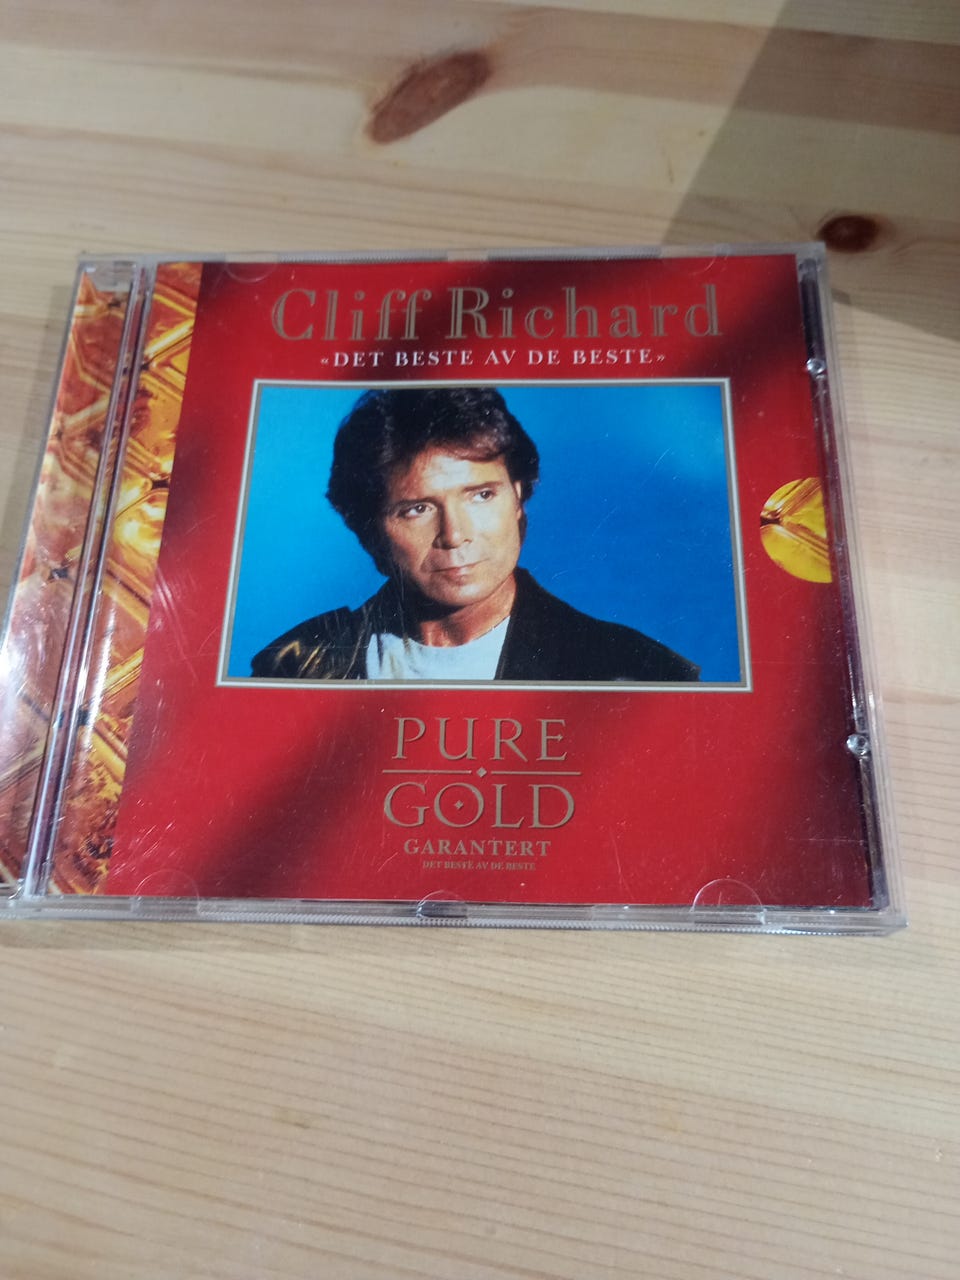 Cliff Richard
«DET BESTE AV DE BESTE»
PURE
GOLD
GARANTERT
DET BESTE AV DE BESTE